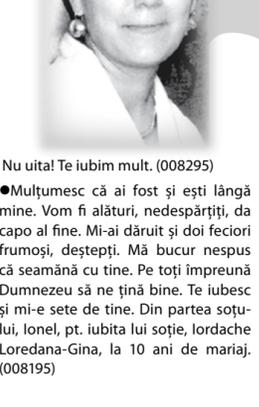 Nu uita! Te iubim mult. (008295)
●Mulțumesc că ai fost și ești lângă
mine. Vom fi alături, nedespărțiți, da
capo al fine. Mi-ai dăruit și doi feciori
frumoși, deștepți. Mă bucur nespus
că seamănă cu tine. Pe toți împreună
Dumnezeu să ne țină bine. Te iubesc
și mi-e sete de tine. Din partea soțu-
lui, Ionel, pt. iubita lui soție, Iordache
Loredana-Gina, la 10 ani de mariaj.
(008195)